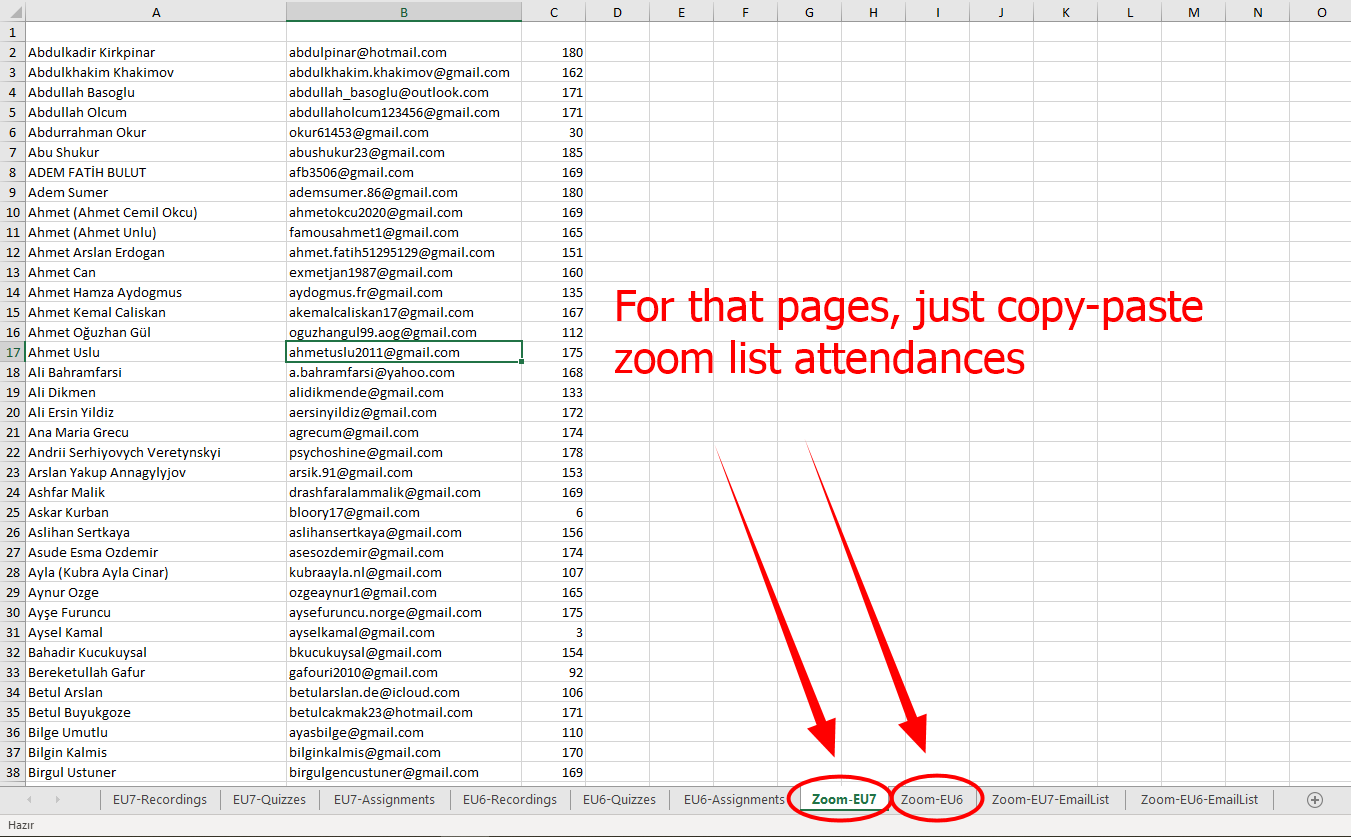 A B C D E F G H I J K L M N O
1
2 Abdulkadir Kirkpinar abdulpinar@hotmail.com 180
3 Abdulkhakim Khakimov abdulkhakim.khakimov@gmail.com 162
4 Abdullah Basoglu abdullah_basoglu@outlook.com 171
5 Abdullah Olcum abdullaholcum123456@gmail.com 171
6 Abdurrahman Okur okur61453@gmail.com 30
7 Abu Shukur abushukur23@gmail.com 185
8 ADEM FATİH BULUT afb3506@gmail.com 169
9 Adem Sumer ademsumer.86@gmail.com 180
10 Ahmet (Ahmet Cemil Okcu) ahmetokcu2020@gmail.com 169
11 Ahmet (Ahmet Unlu) famousahmet1@gmail.com 165
12 Ahmet Arslan Erdogan ahmet.fatih51295129@gmail.com 151
13 Ahmet Can exmetjan1987@gmail.com 160
14 Ahmet Hamza Aydogmus aydogmus.fr@gmail.com 135
15 Ahmet Kemal Caliskan akemalcaliskan17@gmail.com 167
16 Ahmet Oğuzhan Gül oguzhangul99.aog@gmail.com 112
17 Ahmet Uslu ahmetuslu2011@gmail.com 175
18 Ali Bahramfarsi a.bahramfarsi@yahoo.com 168
19 Ali Dikmen alidikmende@gmail.com 133
20 Ali Ersin Yildiz aersinyildiz@gmail.com 172
21 Ana Maria Grecu agrecum@gmail.com 174
22 Andrii Serhiyovych Veretynskyi psychoshine@gmail.com 178
23 Arslan Yakup Annagylyjov arsik.91@gmail.com 153
24 Ashfar Malik drashfaralammalik@gmail.com 169
25 Askar Kurban bloory17@gmail.com 6
26 Aslihan Sertkaya aslihansertkaya@gmail.com 156
27 Asude Esma Ozdemir asesozdemir@gmail.com 174
28 Ayla (Kubra Ayla Cinar) kubraayla.nl@gmail.com 107
29 Aynur Ozge ozgeaynur1@gmail.com 165
30 Ayşe Furuncu aysefuruncu.norge@gmail.com 175
31 Aysel Kamal ayselkamal@gmail.com 3
32 Bahadir Kucukuysal bkucukuysal@gmail.com 154
33 Bereketullah Gafur gafouri2010@gmail.com 92
34 Betul Arslan betularslan.de@icloud.com 106
35 Betul Buyukgoze betulcakmak23@hotmail.com 171
36 Bilge Umutlu ayasbilge@gmail.com 110
37 Bilgin Kalmis bilginkalmis@gmail.com 170
38 Birgul Ustuner birgulgencustuner@gmail.com 169
For that pages, just copy-paste
zoom list attendances
EU7-Recordings EU7-Quizzes EU7-Assignments EU6-Recordings EU6-Quizzes EU6-Assignments Zoom-EU7 Zoom-EU6 Zoom-EU7-EmailList Zoom-EU6-EmailList
Hazır